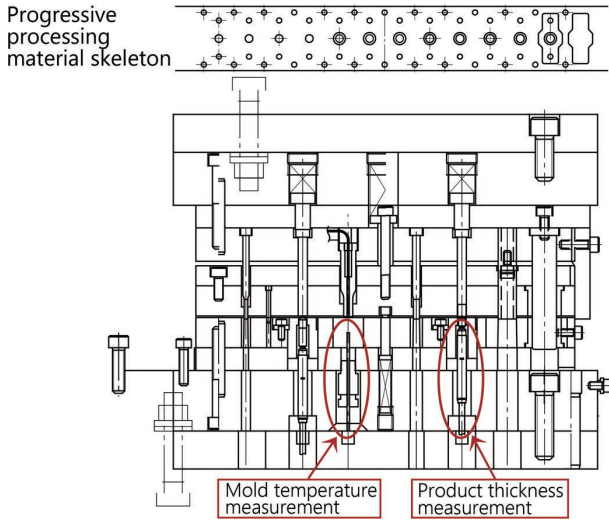 Progressive
processing
material skeleton
Mold temperature
measurement
Product thickness
measurement